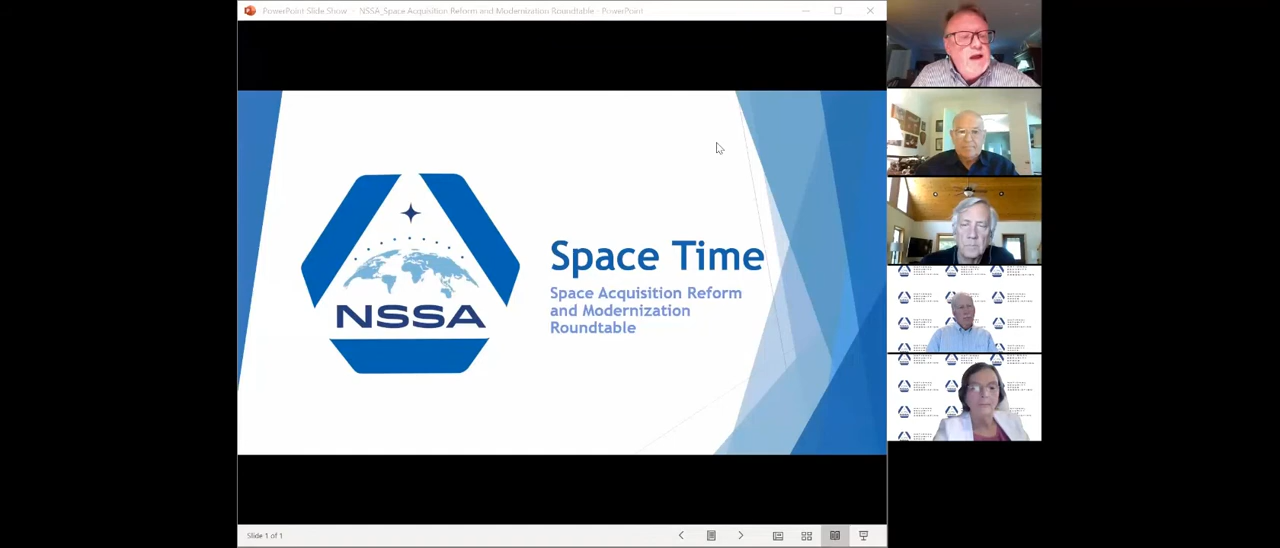 PowerPoint Slide Show - NSSA_Space Acquisition Reform and Modernization Roundtable - PowerPoint
NSSA
Space Time
Space Acquisition Reform
and Modernization
Roundtable
Slide 1 of 1